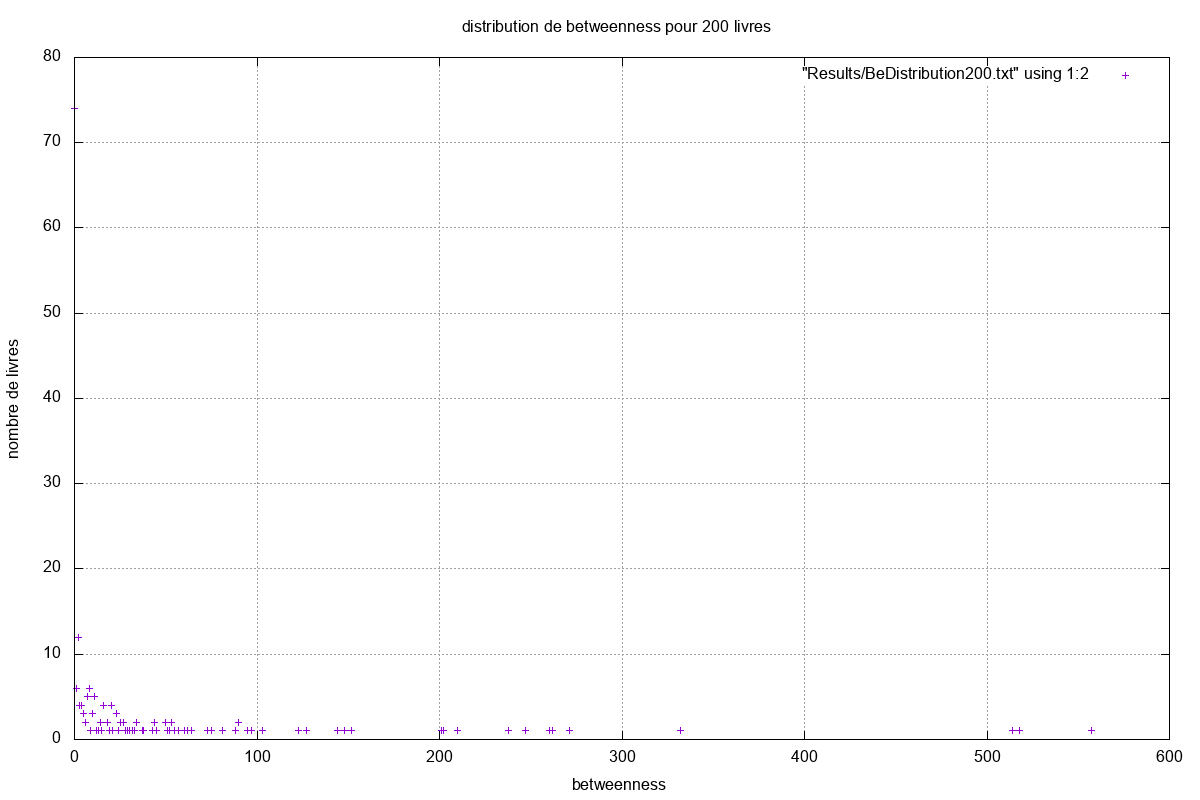 distribution de betweenness pour 200 livres
"Results/BeDistribution200.txt" using 1:2
80
70
60
50
40
30
20
10
0
nombre de livres
0 100 200 300 400 500 600
betweenness